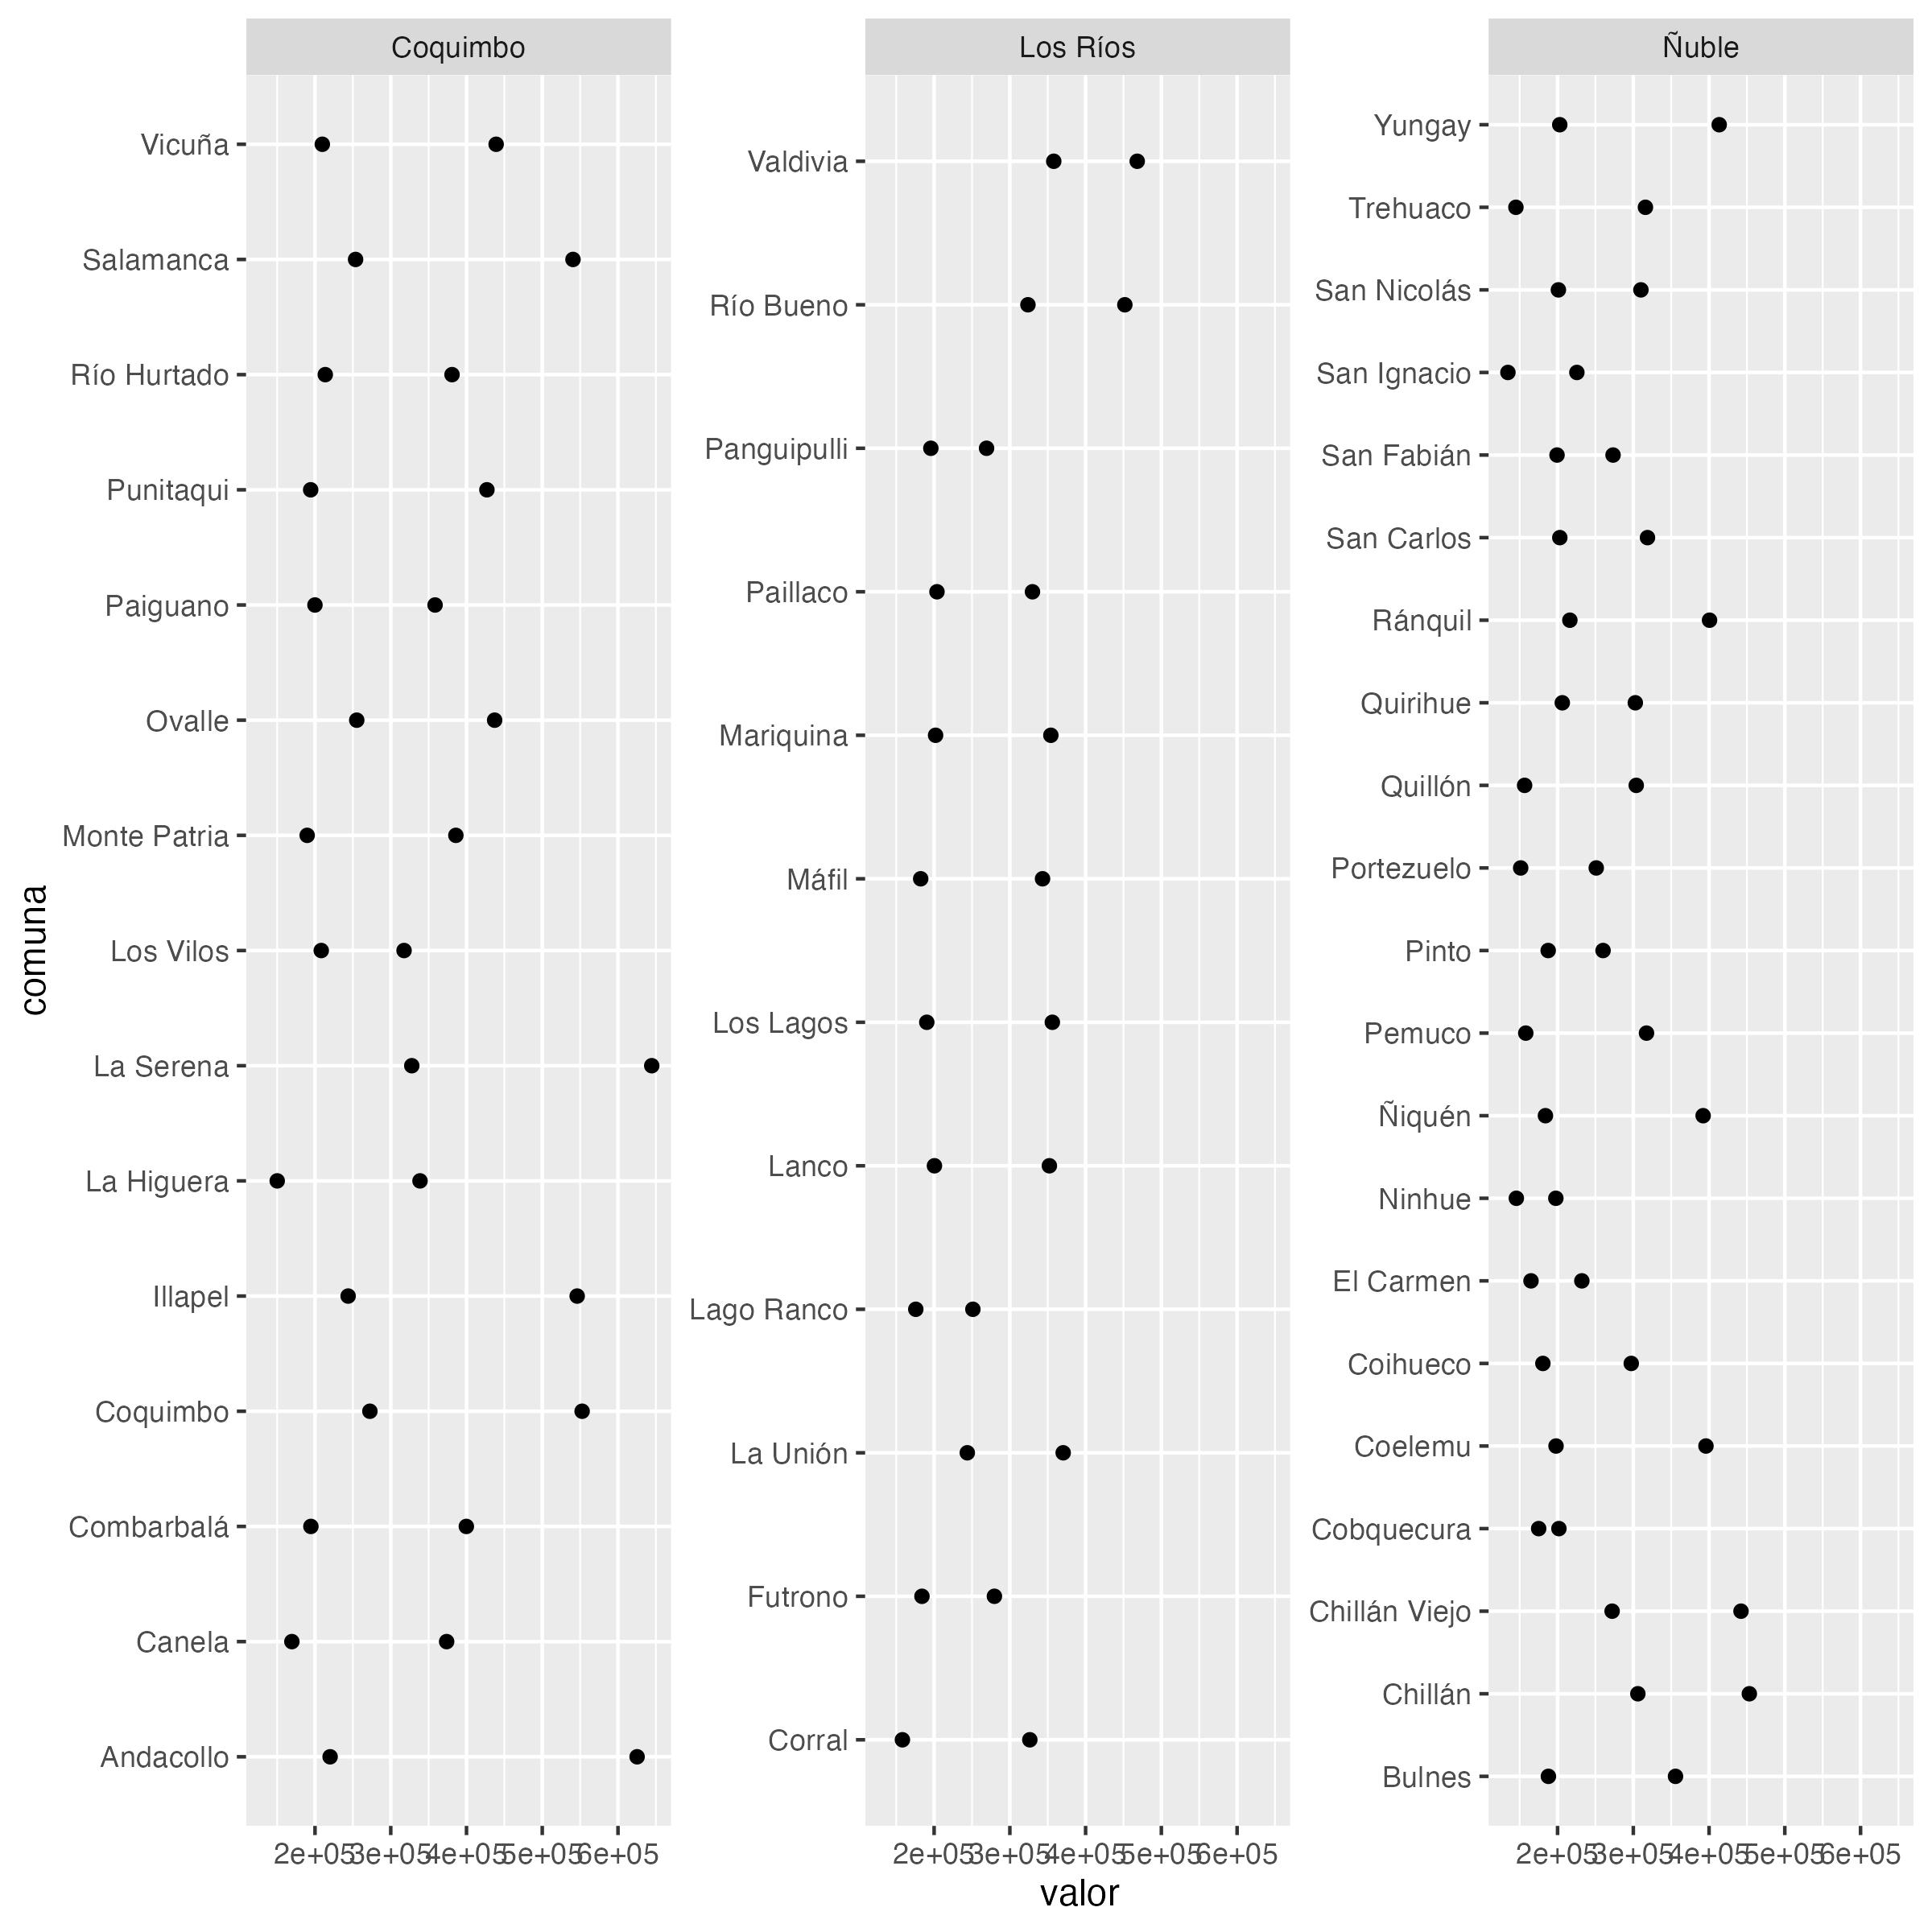 Coquimbo
Los Ríos
Ñuble
comuna
Vicuña
Salamanca
Río Hurtado
Punitaqui
Paiguano
Ovalle
Monte Patria
Los Vilos
La Serena
La Higuera
Illapel
Coquimbo
Combarbalá
Canela
Andacollo
2e+05 3e+05 4e+05 5e+05 6e+05
Valdivia
Río Bueno
Panguipulli
Paillaco
Mariquina
Máfil
Los Lagos
Lanco
Lago Ranco
La Unión
Futrono
Corral
2e+05 3e+05 4e+05 5e+05 6e+05
Yungay
Trehuaco
San Nicolás
San Ignacio
San Fabián
San Carlos
Ránquil
Quirihue
Quillón
Portezuelo
Pinto
Pemuco
Ñiquén
Ninhue
El Carmen
Coihueco
Coelemu
Cobquecura
Chillán Viejo
Chillán
Bulnes
2e+05 3e+05 4e+05 5e+05 6e+05
valor